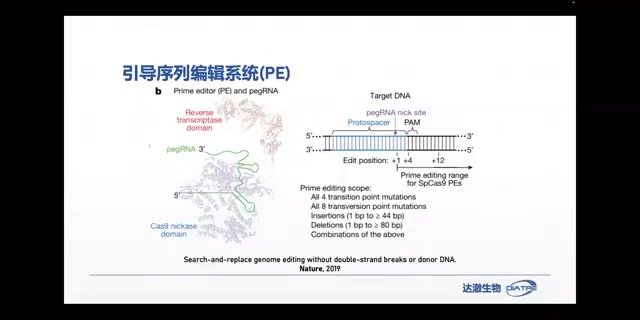 引导序列编辑系统(PE)
b Prime editor (PE) and pegRNA
Reverse
transcriptase
domain
pegRNA 3′
5′
Cas9 nickase
domain
Target DNA
pegRNA nick site
Protospacer PAM
5′ 3′
3′ 5′
Edit position: +1 +4 +12
Prime editing range
for SpCas9 PEs
Prime editing scope:
All 4 transition point mutations
All 8 transversion point mutations
Insertions (1 bp to ≥ 44 bp)
Deletions (1 bp to ≥ 80 bp)
Combinations of the above
Search-and-replace genome editing without double-strand breaks or donor DNA.
Nature, 2019
达澈生物 DIATRE